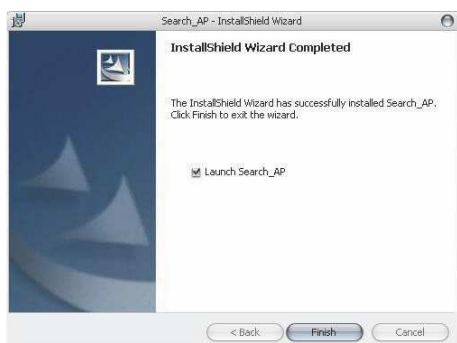 Search_AP - InstallShield Wizard
InstallShield Wizard Completed
The InstallShield Wizard has successfully installed Search_AP.
Click Finish to exit the wizard.
Launch Search_AP
< Back
Finish
Cancel